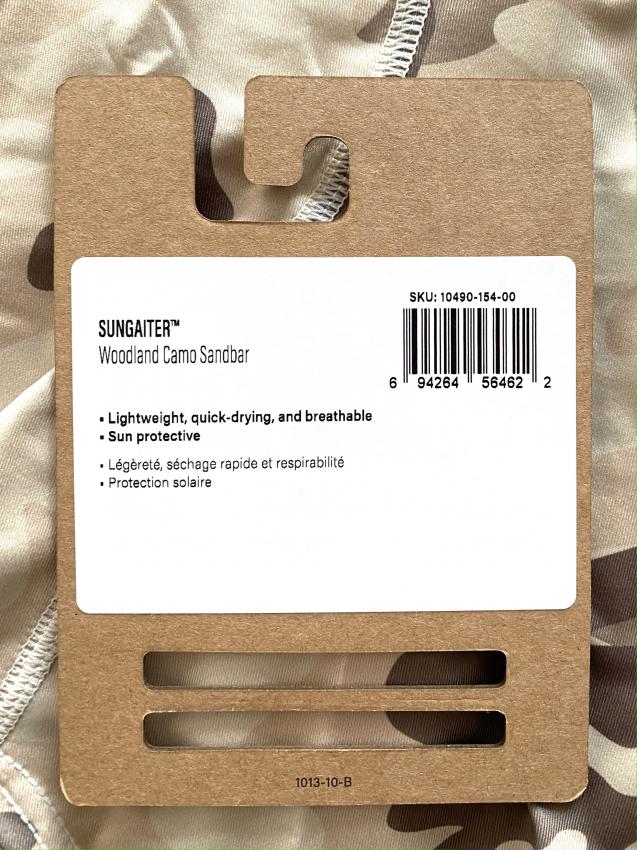 SKU: 10490-154-00
SUNGAITER™
Woodland Camo Sandbar
6 94264 56462 2
• Lightweight, quick-drying, and breathable
• Sun protective
• Légèreté, séchage rapide et respirabilité
• Protection solaire
1013-10-B